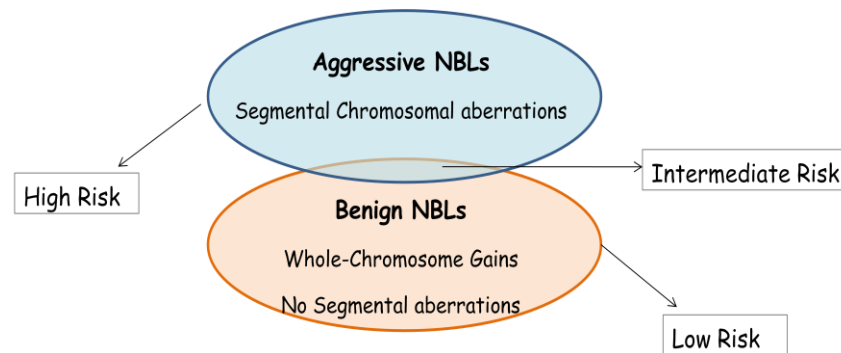 Aggressive NBLs
Segmental Chromosomal aberrations
High Risk
Intermediate Risk
Benign NBLs
Whole-Chromosome Gains
No Segmental aberrations
Low Risk